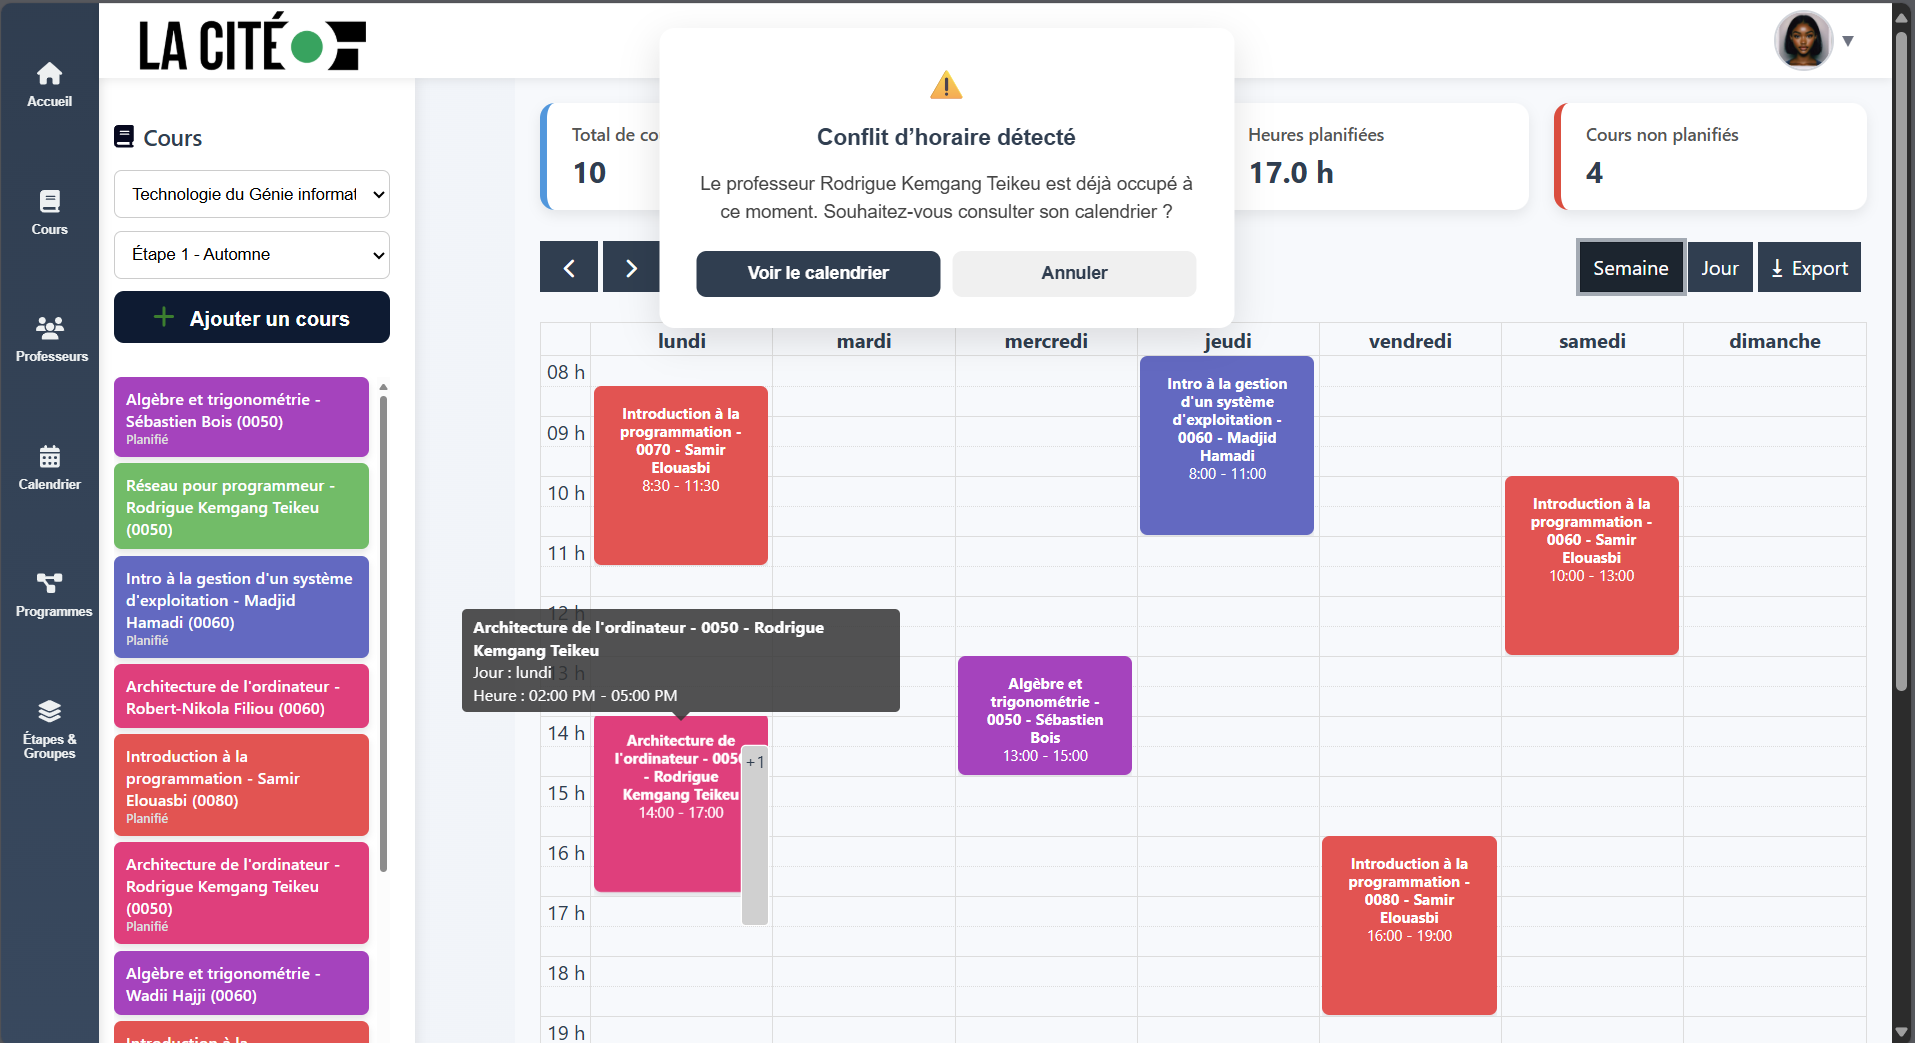 LA CITÉ
Accueil
Cours
Professeurs
Calendrier
Programmes
Étapes &
Groupes
Cours
Technologie du Génie informat
Étape 1 - Automne
Ajouter un cours
Algèbre et trigonométrie -
Sébastien Bois (0050)
Planifié
Réseau pour programmeur -
Rodrigue Kemgang Teikeu
(0050)
Intro à la gestion d'un système
d'exploitation - Madjid
Hamadi (0060)
Planifié
Architecture de l'ordinateur -
Robert-Nikola Filiou (0060)
Introduction à la
programmation - Samir
Elouasbi (0080)
Planifié
Architecture de l'ordinateur -
Rodrigue Kemgang Teikeu
(0050)
Planifié
Algèbre et trigonométrie -
Wadii Hajji (0060)
Introduction à la
Total de co
10
Heures planifiées
17.0 h
Cours non planifiés
4
Conflit d’horaire détecté
Le professeur Rodrigue Kemgang Teikeu est déjà occupé à
ce moment. Souhaitez-vous consulter son calendrier ?
Voir le calendrier
Annuler
Semaine
Jour
Export
lundi
mardi
mercredi
jeudi
vendredi
samedi
dimanche
08 h
09 h
10 h
11 h
12 h
13 h
14 h
15 h
16 h
17 h
18 h
19 h
Introduction à la
programmation -
0070 - Samir
Elouasbi
8:30 - 11:30
Architecture de l'ordinateur - 0050 - Rodrigue
Kemgang Teikeu
Jour : lundi
Heure : 02:00 PM - 05:00 PM
Architecture de
l'ordinateur - 0050
- Rodrigue
Kemgang Teikeu
14:00 - 17:00
+1
Algèbre et
trigonométrie -
0050 - Sébastien
Bois
13:00 - 15:00
Intro à la gestion
d'un système
d'exploitation -
0060 - Madjid
Hamadi
8:00 - 11:00
Introduction à la
programmation -
0080 - Samir
Elouasbi
16:00 - 19:00
Introduction à la
programmation -
0060 - Samir
Elouasbi
10:00 - 13:00